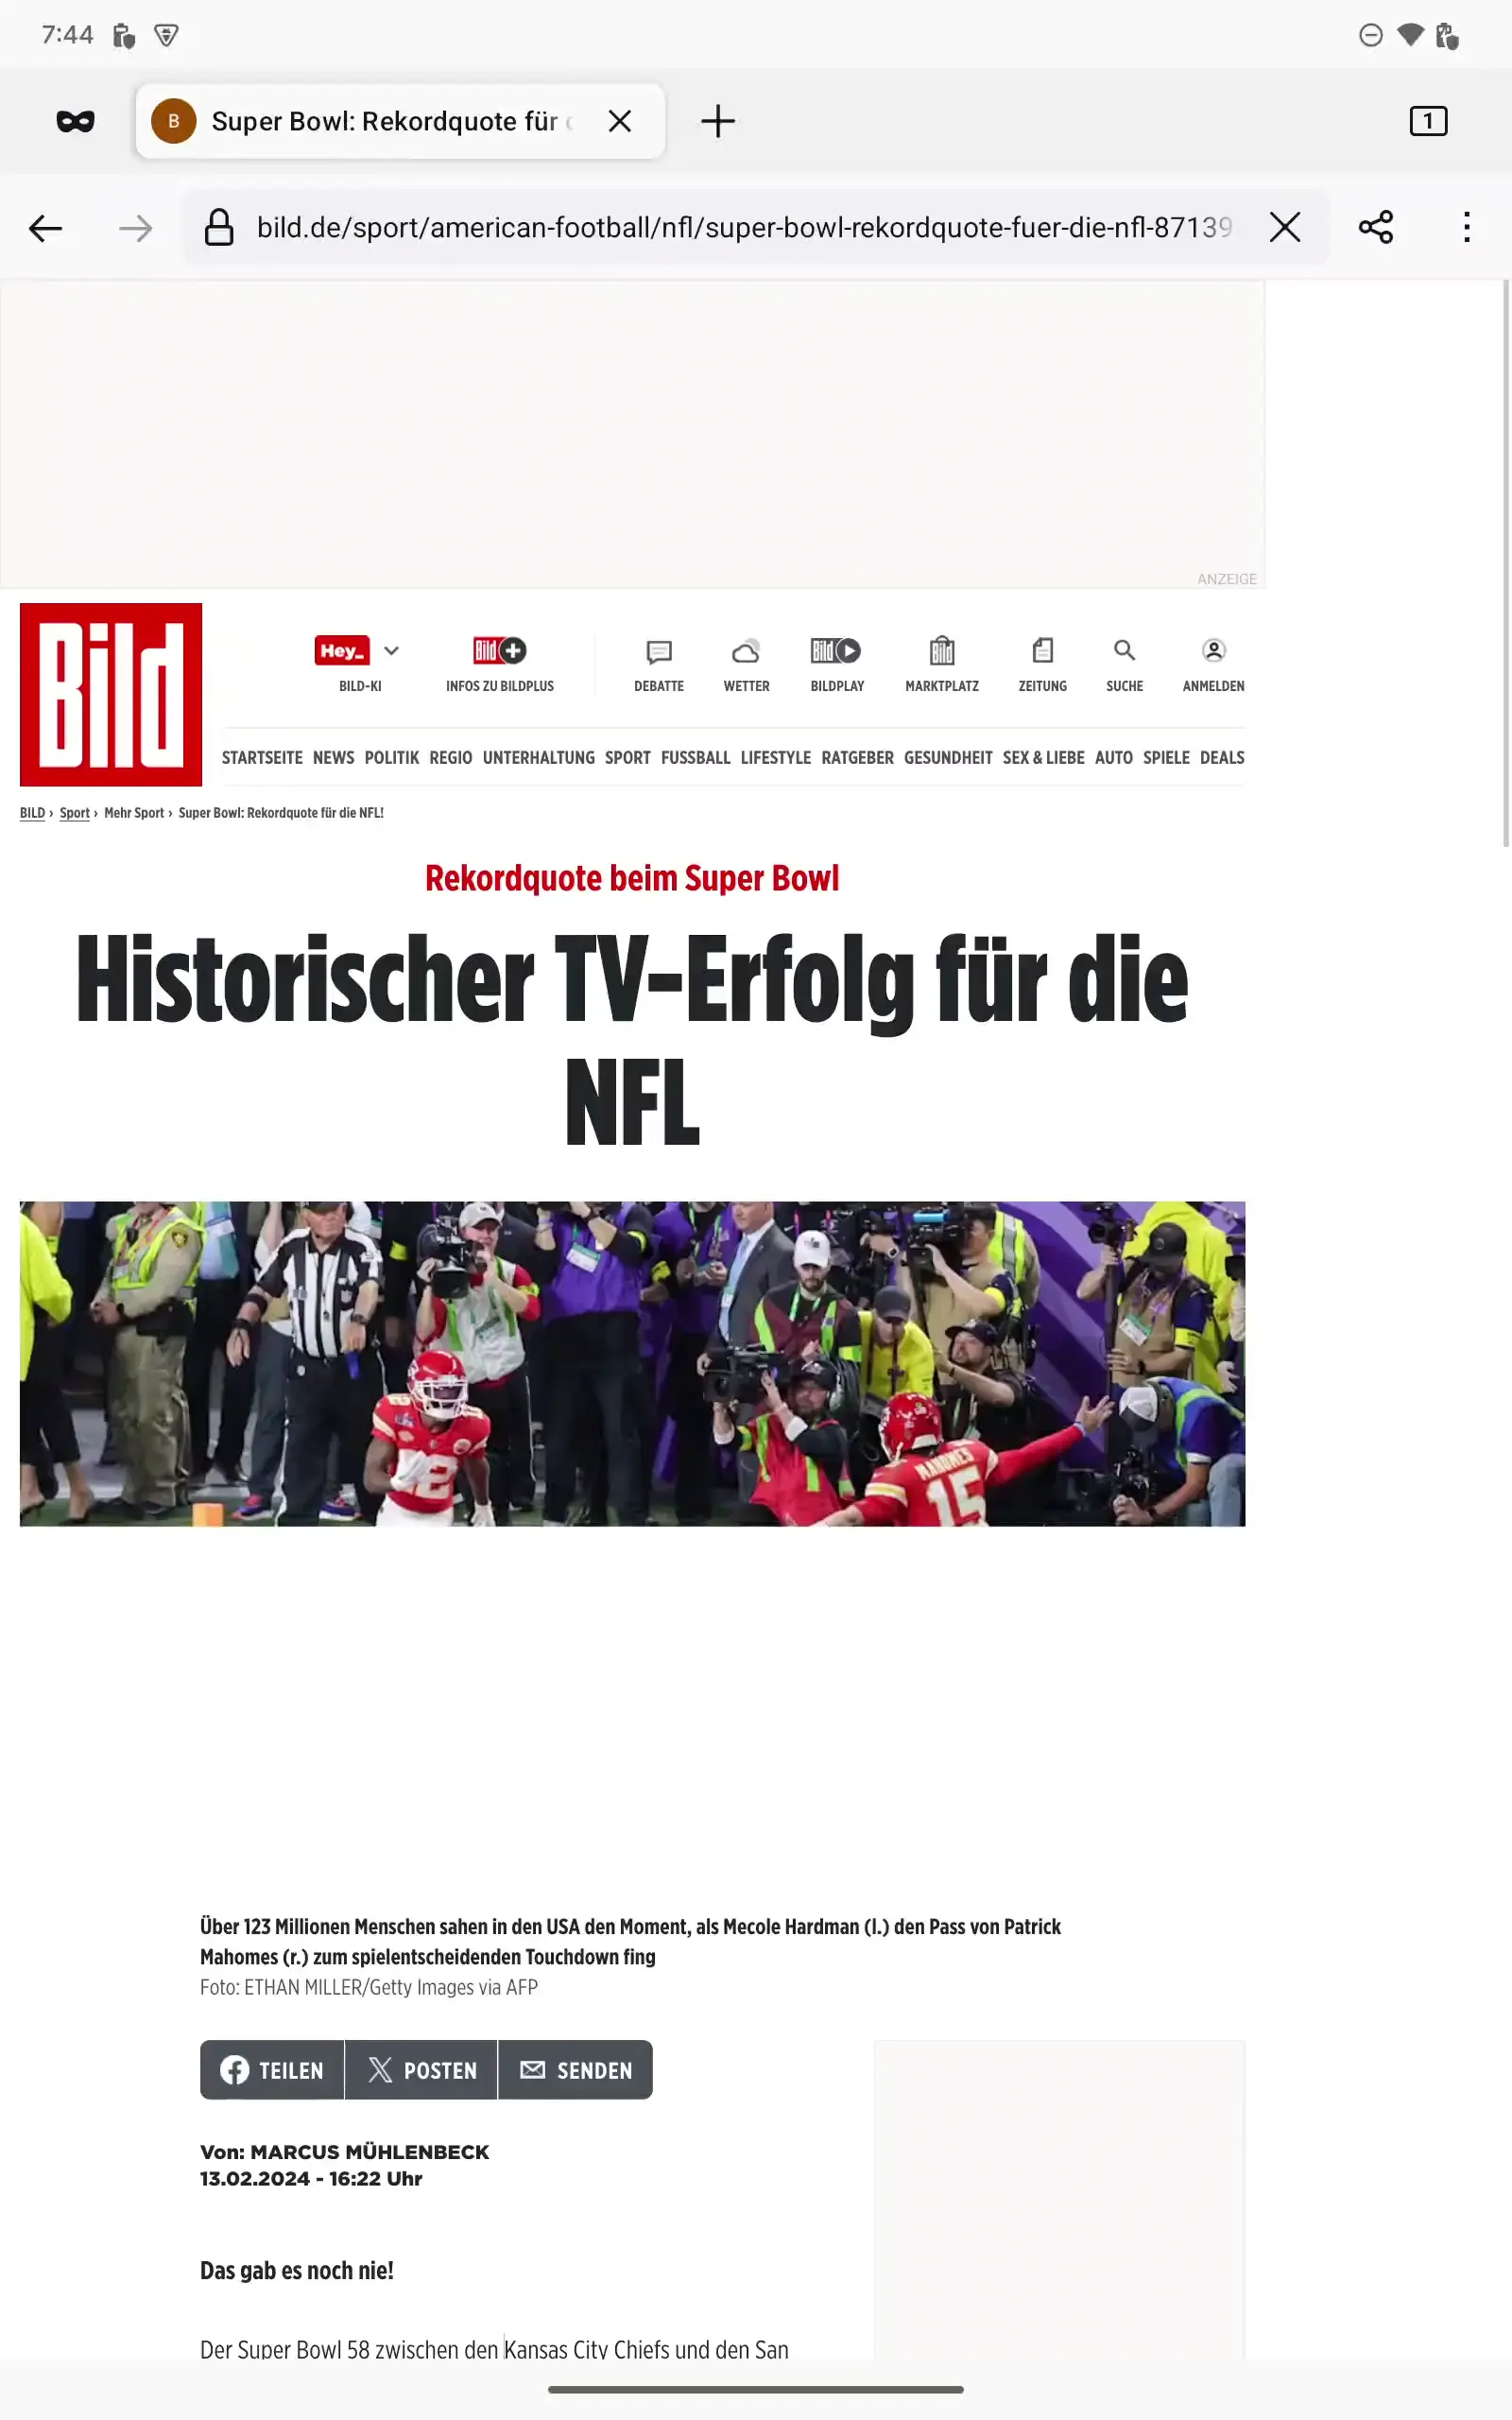 7:44
B
Super Bowl: Rekordquote für
1
bild.de/sport/american-football/nfl/super-bowl-rekordquote-fuer-die-nfl-87139
ANZEIGE
Bild
Hey_
Bild+
Bild
Bild
BILD-KI
INFOS ZU BILDPLUS
DEBATTE
WETTER
BILDPLAY
MARKTPLATZ
ZEITUNG
SUCHE
ANMELDEN
STARTSEITE NEWS POLITIK REGIO UNTERHALTUNG SPORT FUSSBALL LIFESTYLE RATGEBER GESUNDHEIT SEX & LIEBE AUTO SPIELE DEALS
BILD › Sport › Mehr Sport › Super Bowl: Rekordquote für die NFL!
Rekordquote beim Super Bowl
Historischer TV-Erfolg für die
NFL
12
MAHOMES
15
Über 123 Millionen Menschen sahen in den USA den Moment, als Mecole Hardman (l.) den Pass von Patrick
Mahomes (r.) zum spielentscheidenden Touchdown fing
Foto: ETHAN MILLER/Getty Images via AFP
TEILEN
POSTEN
SENDEN
Von: MARCUS MÜHLENBECK
13.02.2024 - 16:22 Uhr
Das gab es noch nie!
Der Super Bowl 58 zwischen den Kansas City Chiefs und den San